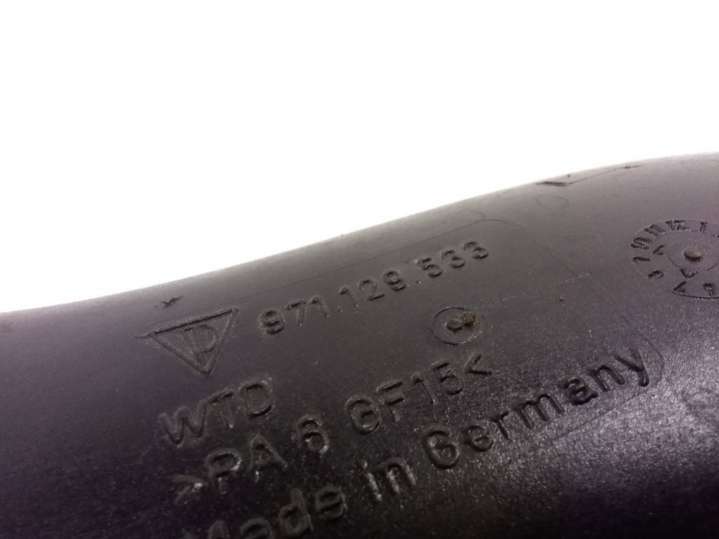 971.129.533
WTD
>PA 6 GF15<
Made in Germany